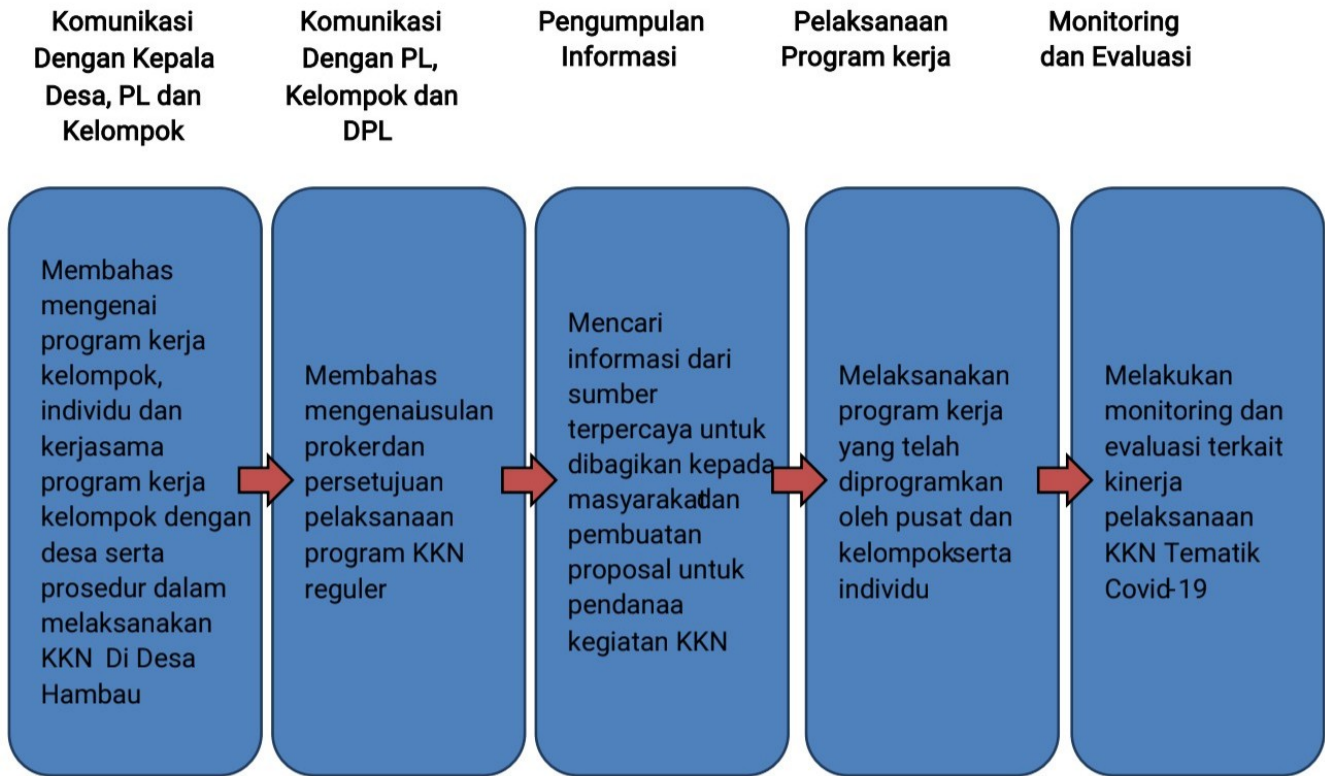 Komunikasi
Dengan Kepala
Desa, PL dan
Kelompok
Komunikasi
Dengan PL,
Kelompok dan
DPL
Pengumpulan
Informasi
Pelaksanaan
Program kerja
Monitoring
dan Evaluasi
Membahas
mengenai
program kerja
kelompok,
individu dan
kerjasama
program kerja
kelompok dengan
desa serta
prosedur dalam
melaksanakan
KKN Di Desa
Hambau
Membahas
mengenaiusulan
prokerdan
persetujuan
pelaksanaan
program KKN
reguler
Mencari
informasi dari
sumber
terpercaya untuk
dibagikan kepada
masyarakatdan
pembuatan
proposal untuk
pendanaa
kegiatan KKN
Melaksanakan
program kerja
yang telah
diprogramkan
oleh pusat dan
kelompokserta
individu
Melakukan
monitoring dan
evaluasi terkait
kinerja
pelaksanaan
KKN Tematik
Covid-19